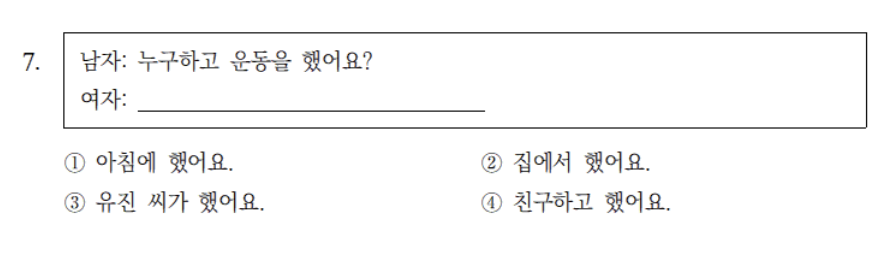 7.
남자: 누구하고 운동을 했어요?
여자:
① 아침에 했어요.
② 집에서 했어요.
③ 유진 씨가 했어요.
④ 친구하고 했어요.